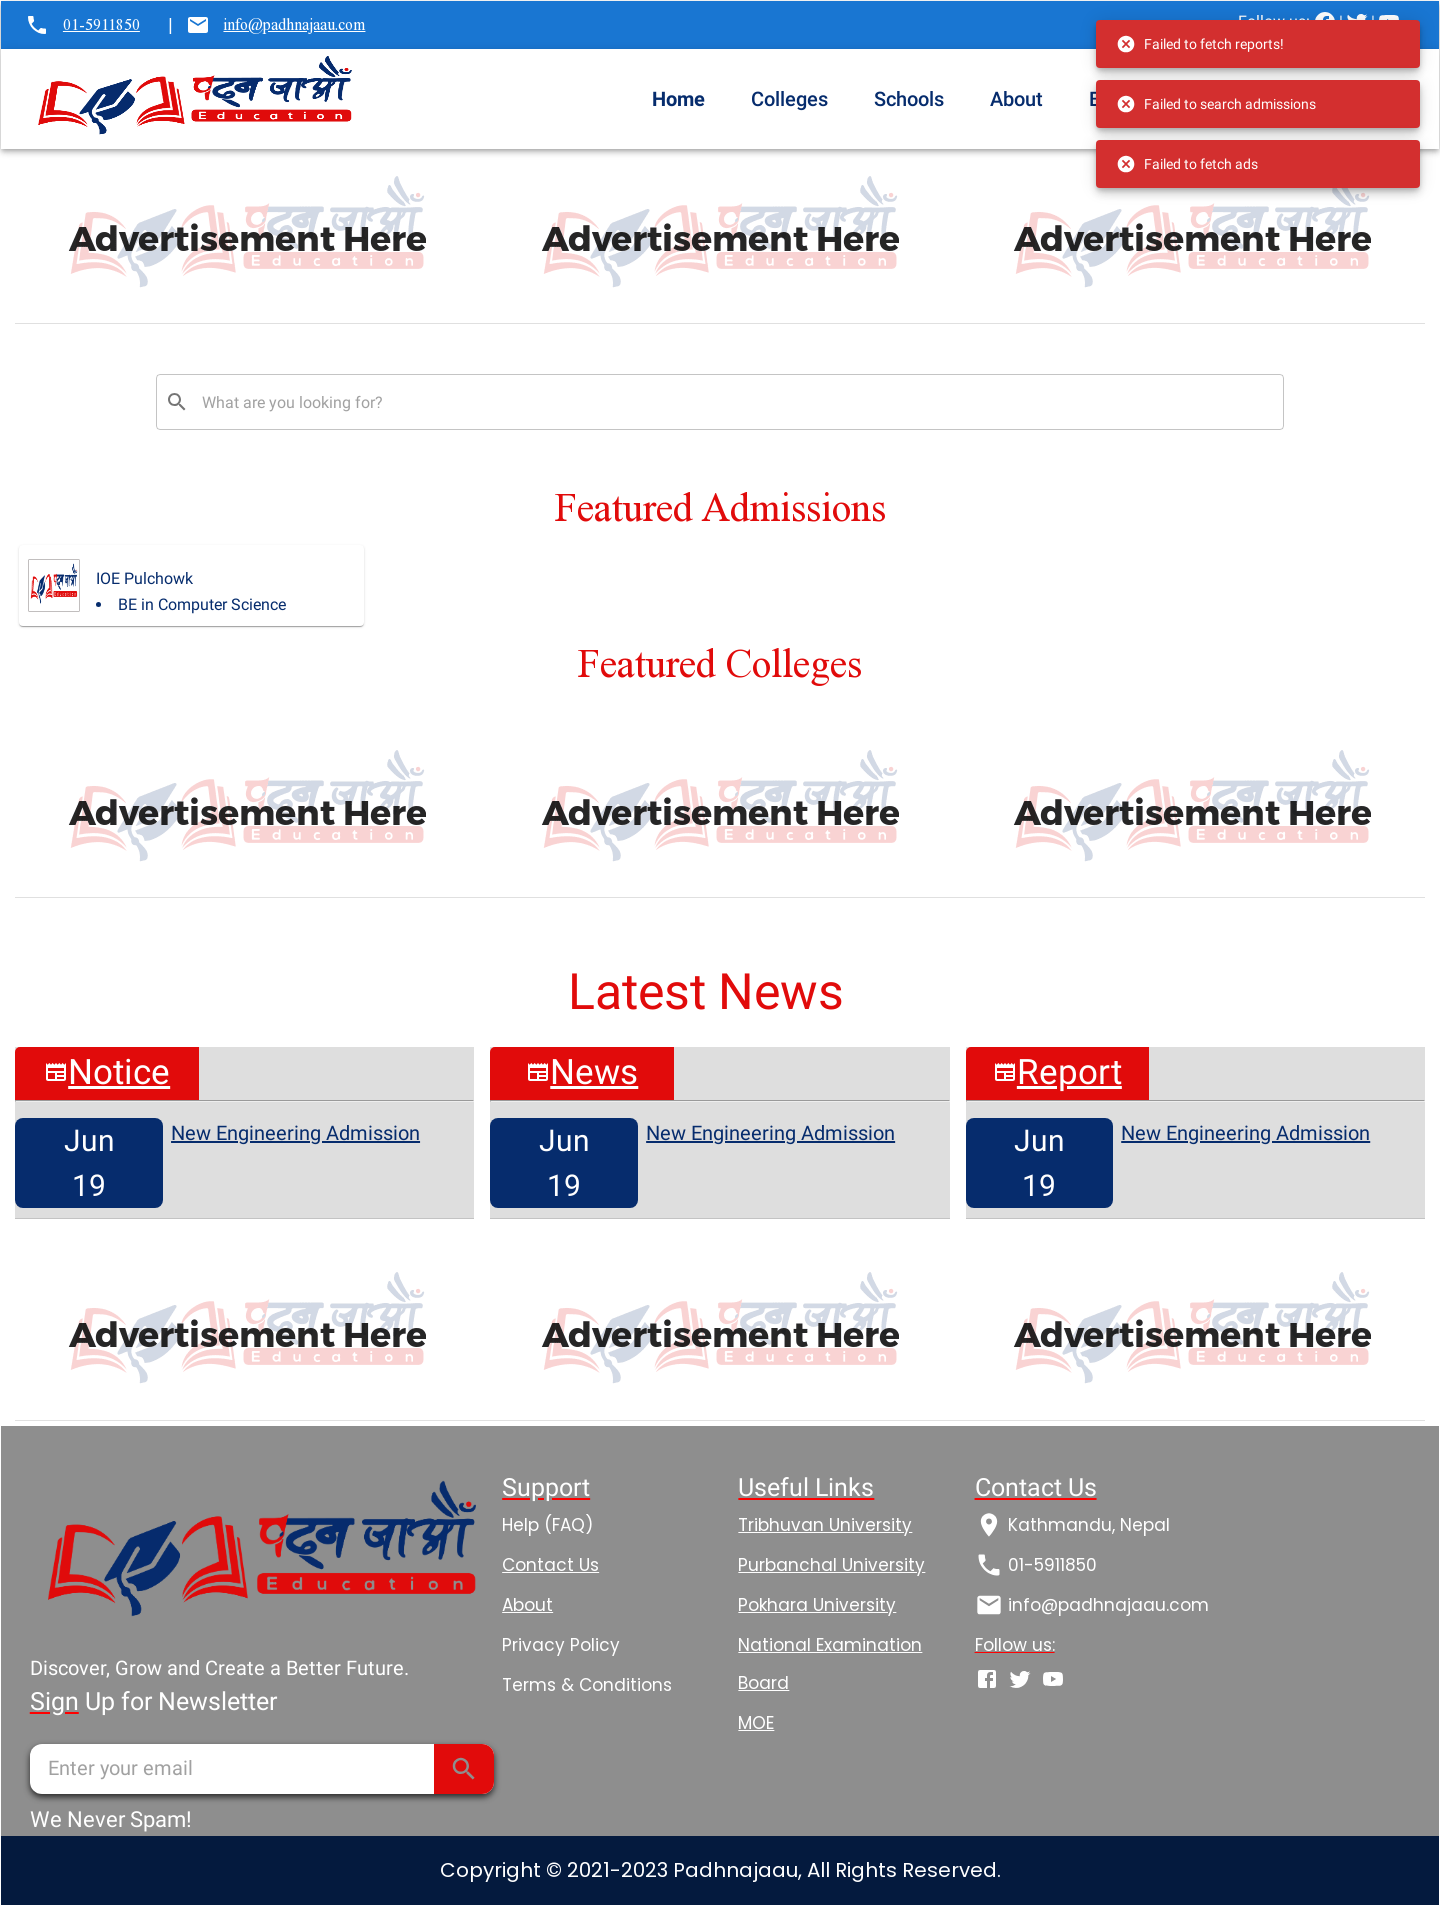 01-5911850 | info@padhnajaau.com
Failed to fetch reports!
Failed to search admissions
Failed to fetch ads
पढ्न जाऔं
Education
Home Colleges Schools About
Advertisement Here Advertisement Here Advertisement Here
What are you looking for?
Featured Admissions
IOE Pulchowk
• BE in Computer Science
Featured Colleges
Advertisement Here Advertisement Here Advertisement Here
Latest News
Notice News Report
Jun 19 New Engineering Admission
Jun 19 New Engineering Admission
Jun 19 New Engineering Admission
Advertisement Here Advertisement Here Advertisement Here
पढ्न जाऔं
Education
Discover, Grow and Create a Better Future.
Sign Up for Newsletter
Enter your email
We Never Spam!
Support
Help (FAQ)
Contact Us
About
Privacy Policy
Terms & Conditions
Useful Links
Tribhuvan University
Purbanchal University
Pokhara University
National Examination
Board
MOE
Contact Us
Kathmandu, Nepal
01-5911850
info@padhnajaau.com
Follow us:
Copyright © 2021-2023 Padhnajaau, All Rights Reserved.